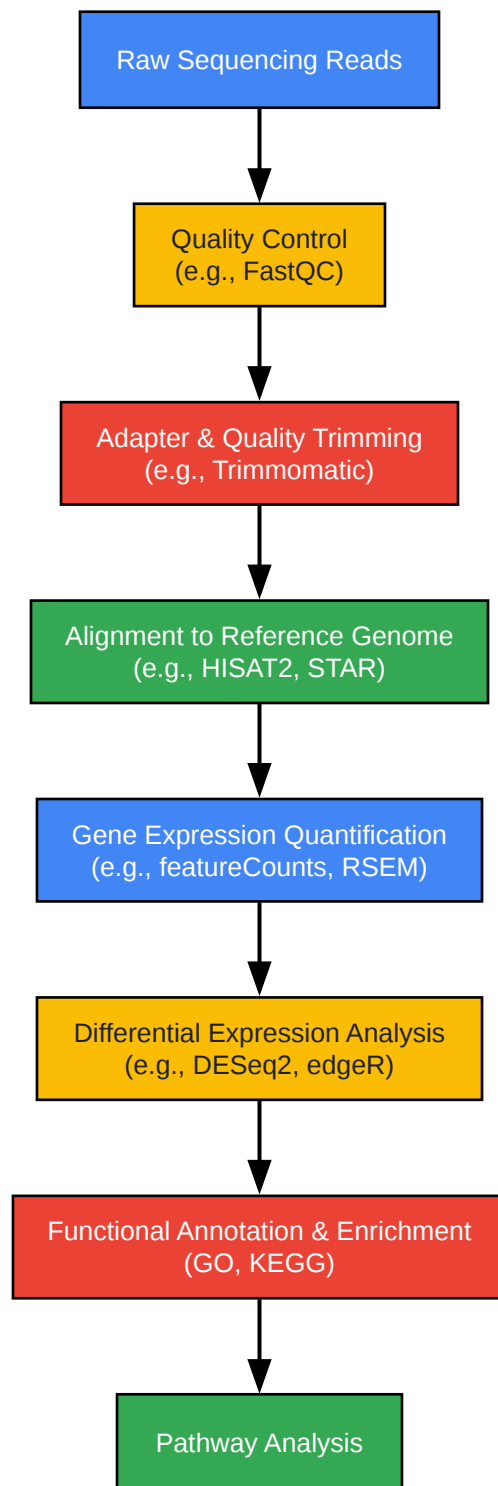 Raw Sequencing Reads
Quality Control
(e.g., FastQC)
Adapter & Quality Trimming
(e.g., Trimmomatic)
Alignment to Reference Genome
(e.g., HISAT2, STAR)
Gene Expression Quantification
(e.g., featureCounts, RSEM)
Differential Expression Analysis
(e.g., DESeq2, edgeR)
Functional Annotation & Enrichment
(GO, KEGG)
Pathway Analysis